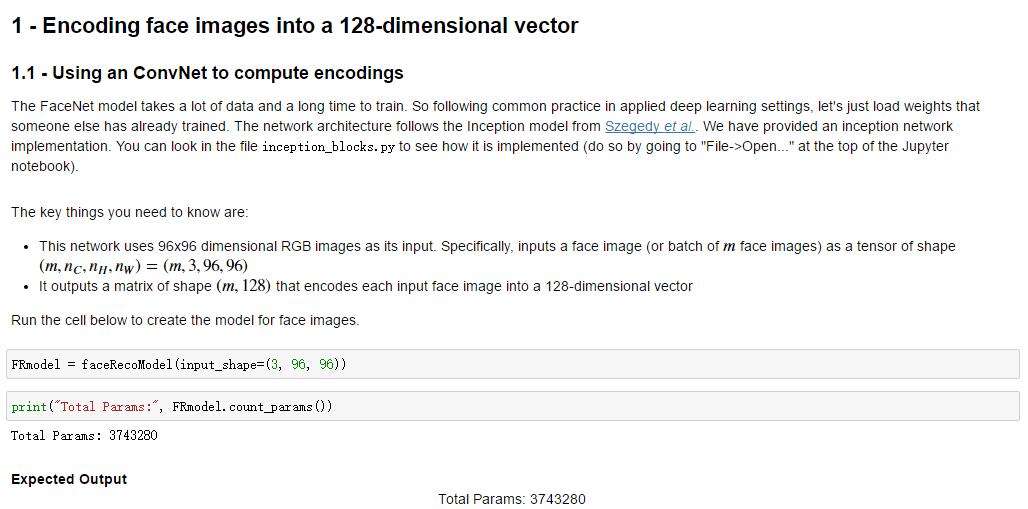 1 - Encoding face images into a 128-dimensional vector
1.1 - Using an ConvNet to compute encodings
The FaceNet model takes a lot of data and a long time to train. So following common practice in applied deep learning settings, let's just load weights that
someone else has already trained. The network architecture follows the Inception model from Szegedy et al.. We have provided an inception network
implementation. You can look in the file inception_blocks.py to see how it is implemented (do so by going to "File->Open..." at the top of the Jupyter
notebook).
The key things you need to know are:
• This network uses 96x96 dimensional RGB images as its input. Specifically, inputs a face image (or batch of m face images) as a tensor of shape
(m, n_C, n_H, n_W) = (m, 3, 96, 96)
• It outputs a matrix of shape (m, 128) that encodes each input face image into a 128-dimensional vector
Run the cell below to create the model for face images.
FRmodel = faceRecoModel(input_shape=(3, 96, 96))
print("Total Params:", FRmodel.count_params())
Total Params: 3743280
Expected Output
Total Params: 3743280